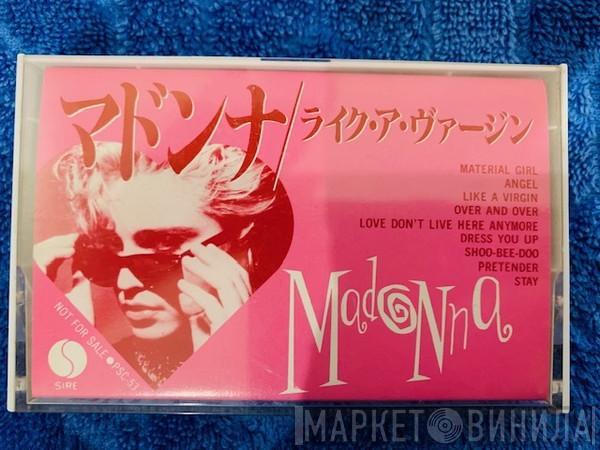 マドンナ/ライク・ア・ヴァージン
MATERIAL GIRL
ANGEL
LIKE A VIRGIN
OVER AND OVER
LOVE DON'T LIVE HERE ANYMORE
DRESS YOU UP
SHOO-BEE-DOO
PRETENDER
STAY
Madonna
NOT FOR SALE●PSC-51
SIRE
МАРКЕТ ВИНИЛА